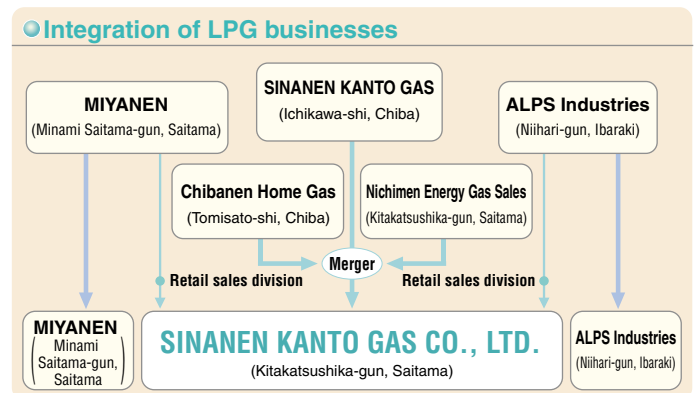 Integration of LPG businesses
SINANEN KANTO GAS
(Ichikawa-shi, Chiba)
MIYANEN
(Minami Saitama-gun, Saitama)
ALPS Industries
(Niihari-gun, Ibaraki)
Chibanen Home Gas
(Tomisato-shi, Chiba)
Nichimen Energy Gas Sales
(Kitakatsushika-gun, Saitama)
Merger
Retail sales division
Retail sales division
MIYANEN
(Minami
Saitama-gun,
Saitama)
SINANEN KANTO GAS CO., LTD.
(Kitakatsushika-gun, Saitama)
ALPS Industries
(Niihari-gun, Ibaraki)